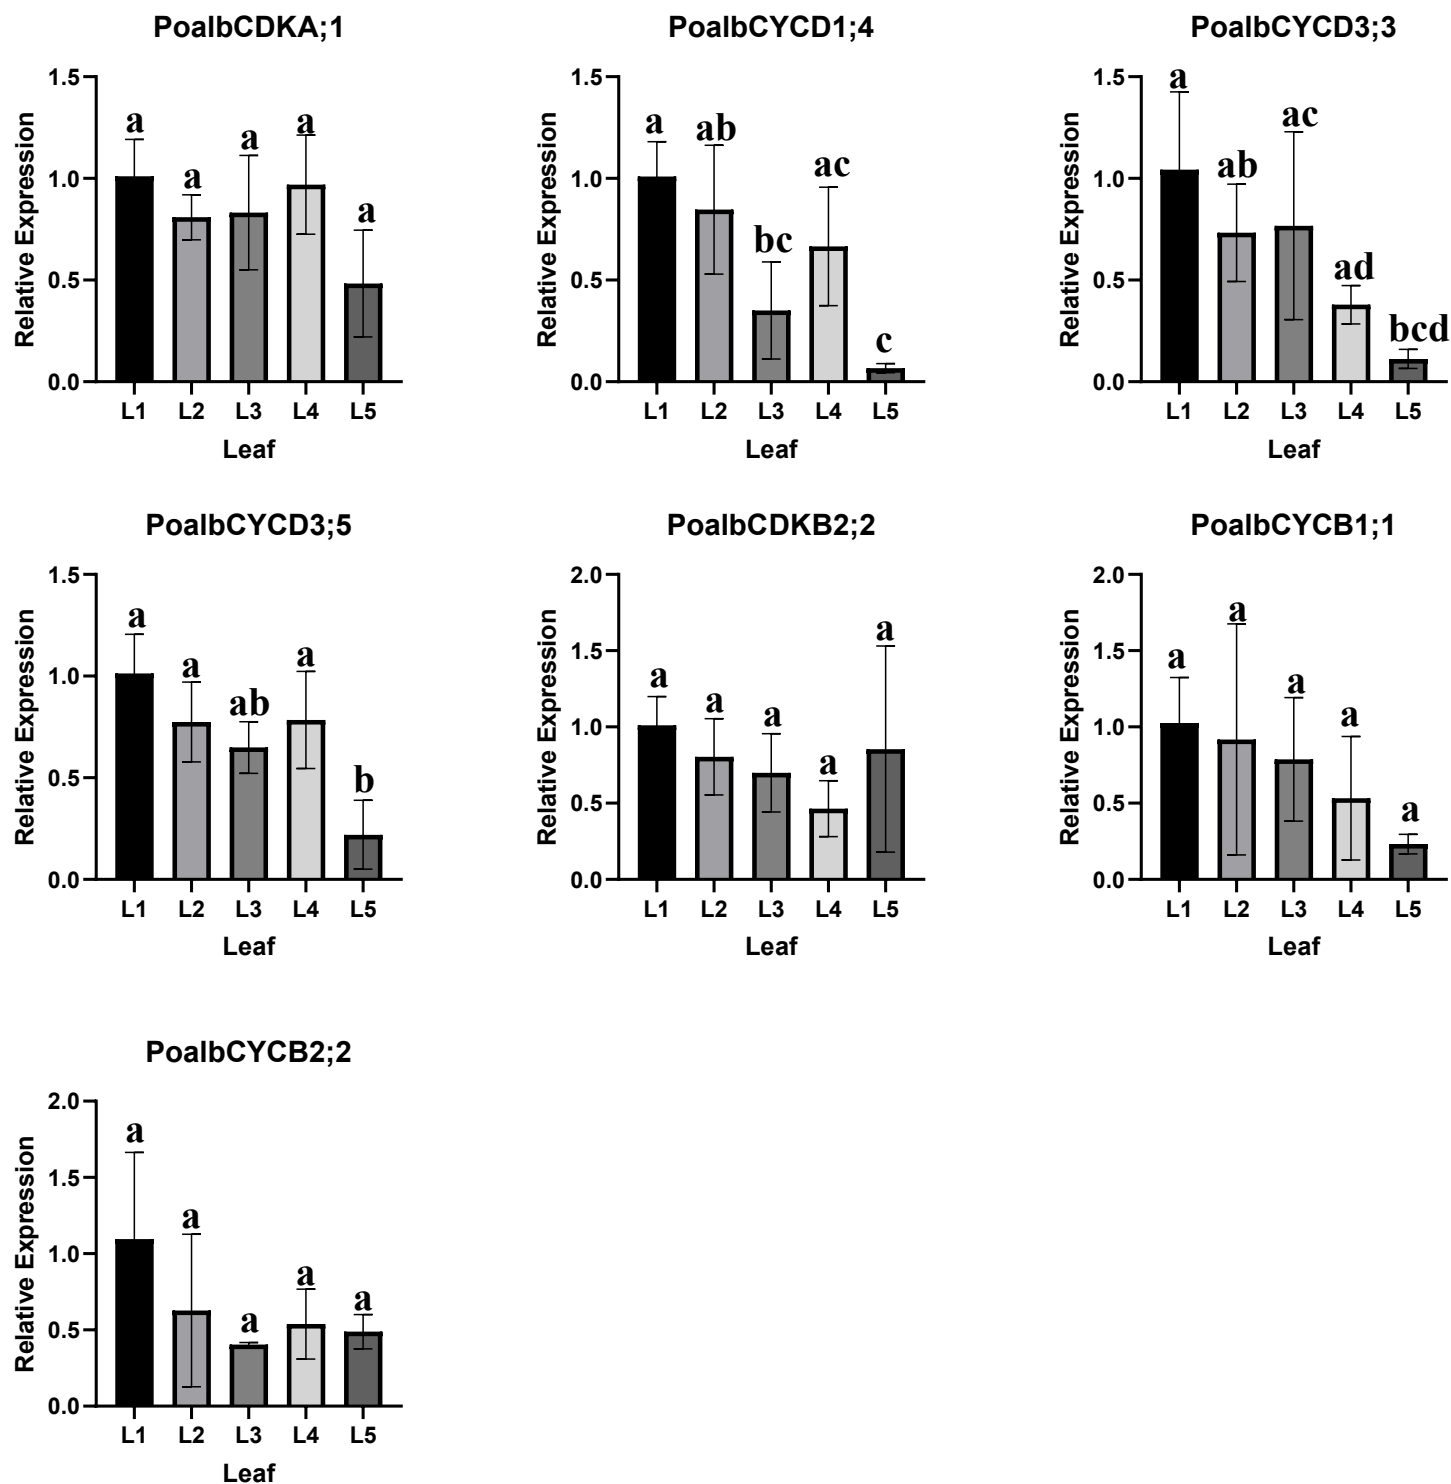 PoalbCDKA;1
1.5
1.0
0.5
0.0
Relative Expression
a a a a a
L1 L2 L3 L4 L5
Leaf
PoalbCYCD1;4
1.5
1.0
0.5
0.0
Relative Expression
a ab bc ac c
L1 L2 L3 L4 L5
Leaf
PoalbCYCD3;3
1.5
1.0
0.5
0.0
Relative Expression
a ab ac ad bcd
L1 L2 L3 L4 L5
Leaf
PoalbCYCD3;5
1.5
1.0
0.5
0.0
Relative Expression
a a ab a b
L1 L2 L3 L4 L5
Leaf
PoalbCDKB2;2
2.0
1.5
1.0
0.5
0.0
Relative Expression
a a a a a
L1 L2 L3 L4 L5
Leaf
PoalbCYCB1;1
2.0
1.5
1.0
0.5
0.0
Relative Expression
a a a a a
L1 L2 L3 L4 L5
Leaf
PoalbCYCB2;2
2.0
1.5
1.0
0.5
0.0
Relative Expression
a a a a a
L1 L2 L3 L4 L5
Leaf